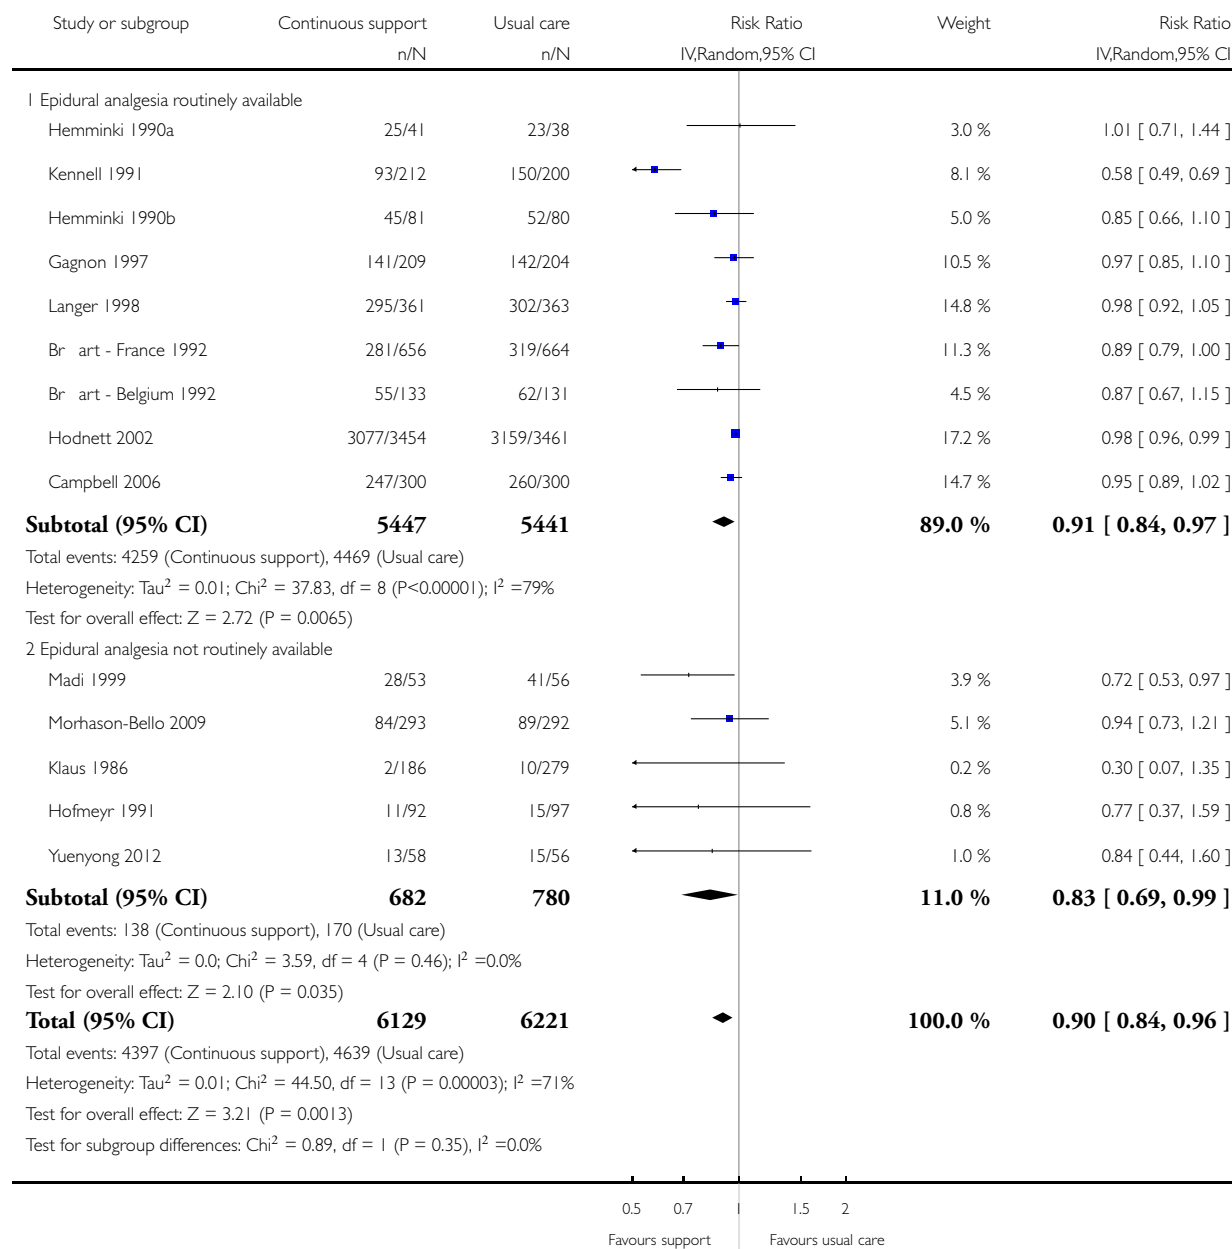 Study or subgroup Continuous support Usual care Risk Ratio Weight Risk Ratio
n/N n/N IV,Random,95% CI IV,Random,95% CI
1 Epidural analgesia routinely available
Hemminki 1990a 25/41 23/38 3.0 % 1.01 [ 0.71, 1.44 ]
Kennell 1991 93/212 150/200 8.1 % 0.58 [ 0.49, 0.69 ]
Hemminki 1990b 45/81 52/80 5.0 % 0.85 [ 0.66, 1.10 ]
Gagnon 1997 141/209 142/204 10.5 % 0.97 [ 0.85, 1.10 ]
Langer 1998 295/361 302/363 14.8 % 0.98 [ 0.92, 1.05 ]
Br art - France 1992 281/656 319/664 11.3 % 0.89 [ 0.79, 1.00 ]
Br art - Belgium 1992 55/133 62/131 4.5 % 0.87 [ 0.67, 1.15 ]
Hodnett 2002 3077/3454 3159/3461 17.2 % 0.98 [ 0.96, 0.99 ]
Campbell 2006 247/300 260/300 14.7 % 0.95 [ 0.89, 1.02 ]
Subtotal (95% CI) 5447 5441 89.0 % 0.91 [ 0.84, 0.97 ]
Total events: 4259 (Continuous support), 4469 (Usual care)
Heterogeneity: Tau² = 0.01; Chi² = 37.83, df = 8 (P<0.00001); I² =79%
Test for overall effect: Z = 2.72 (P = 0.0065)
2 Epidural analgesia not routinely available
Madi 1999 28/53 41/56 3.9 % 0.72 [ 0.53, 0.97 ]
Morhason-Bello 2009 84/293 89/292 5.1 % 0.94 [ 0.73, 1.21 ]
Klaus 1986 2/186 10/279 0.2 % 0.30 [ 0.07, 1.35 ]
Hofmeyr 1991 11/92 15/97 0.8 % 0.77 [ 0.37, 1.59 ]
Yuenyong 2012 13/58 15/56 1.0 % 0.84 [ 0.44, 1.60 ]
Subtotal (95% CI) 682 780 11.0 % 0.83 [ 0.69, 0.99 ]
Total events: 138 (Continuous support), 170 (Usual care)
Heterogeneity: Tau² = 0.0; Chi² = 3.59, df = 4 (P = 0.46); I² =0.0%
Test for overall effect: Z = 2.10 (P = 0.035)
Total (95% CI) 6129 6221 100.0 % 0.90 [ 0.84, 0.96 ]
Total events: 4397 (Continuous support), 4639 (Usual care)
Heterogeneity: Tau² = 0.01; Chi² = 44.50, df = 13 (P = 0.00003); I² =71%
Test for overall effect: Z = 3.21 (P = 0.0013)
Test for subgroup differences: Chi² = 0.89, df = 1 (P = 0.35), I² =0.0%
0.5 0.7 1 1.5 2
Favours support Favours usual care